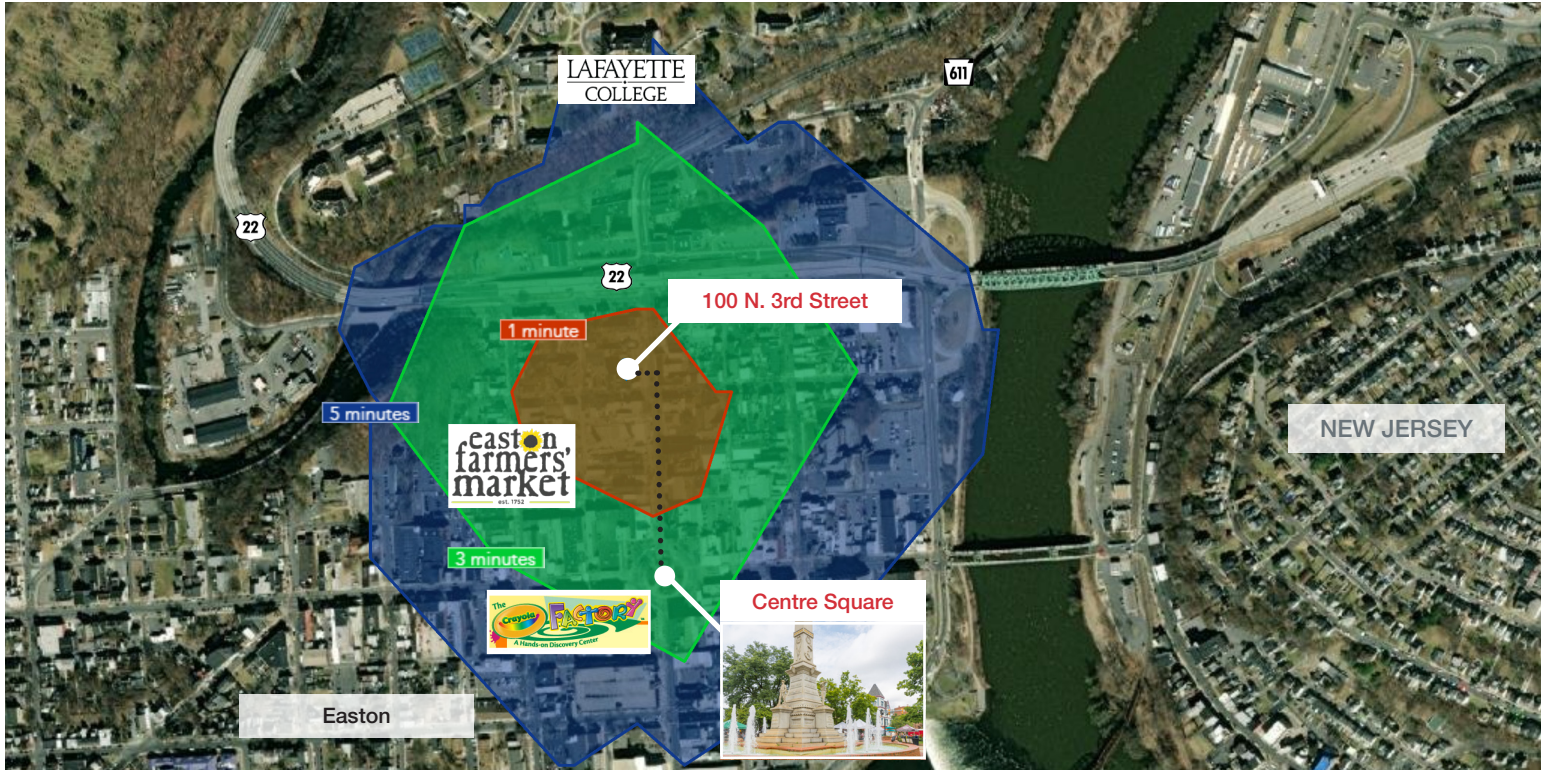 LAFAYETTE
COLLEGE
611
22
22
100 N. 3rd Street
1 minute
5 minutes
NEW JERSEY
easton
farmers'
market
est. 1752
3 minutes
The
Crayola
FACTORY
A Hands-on Discovery Center
Centre Square
Easton